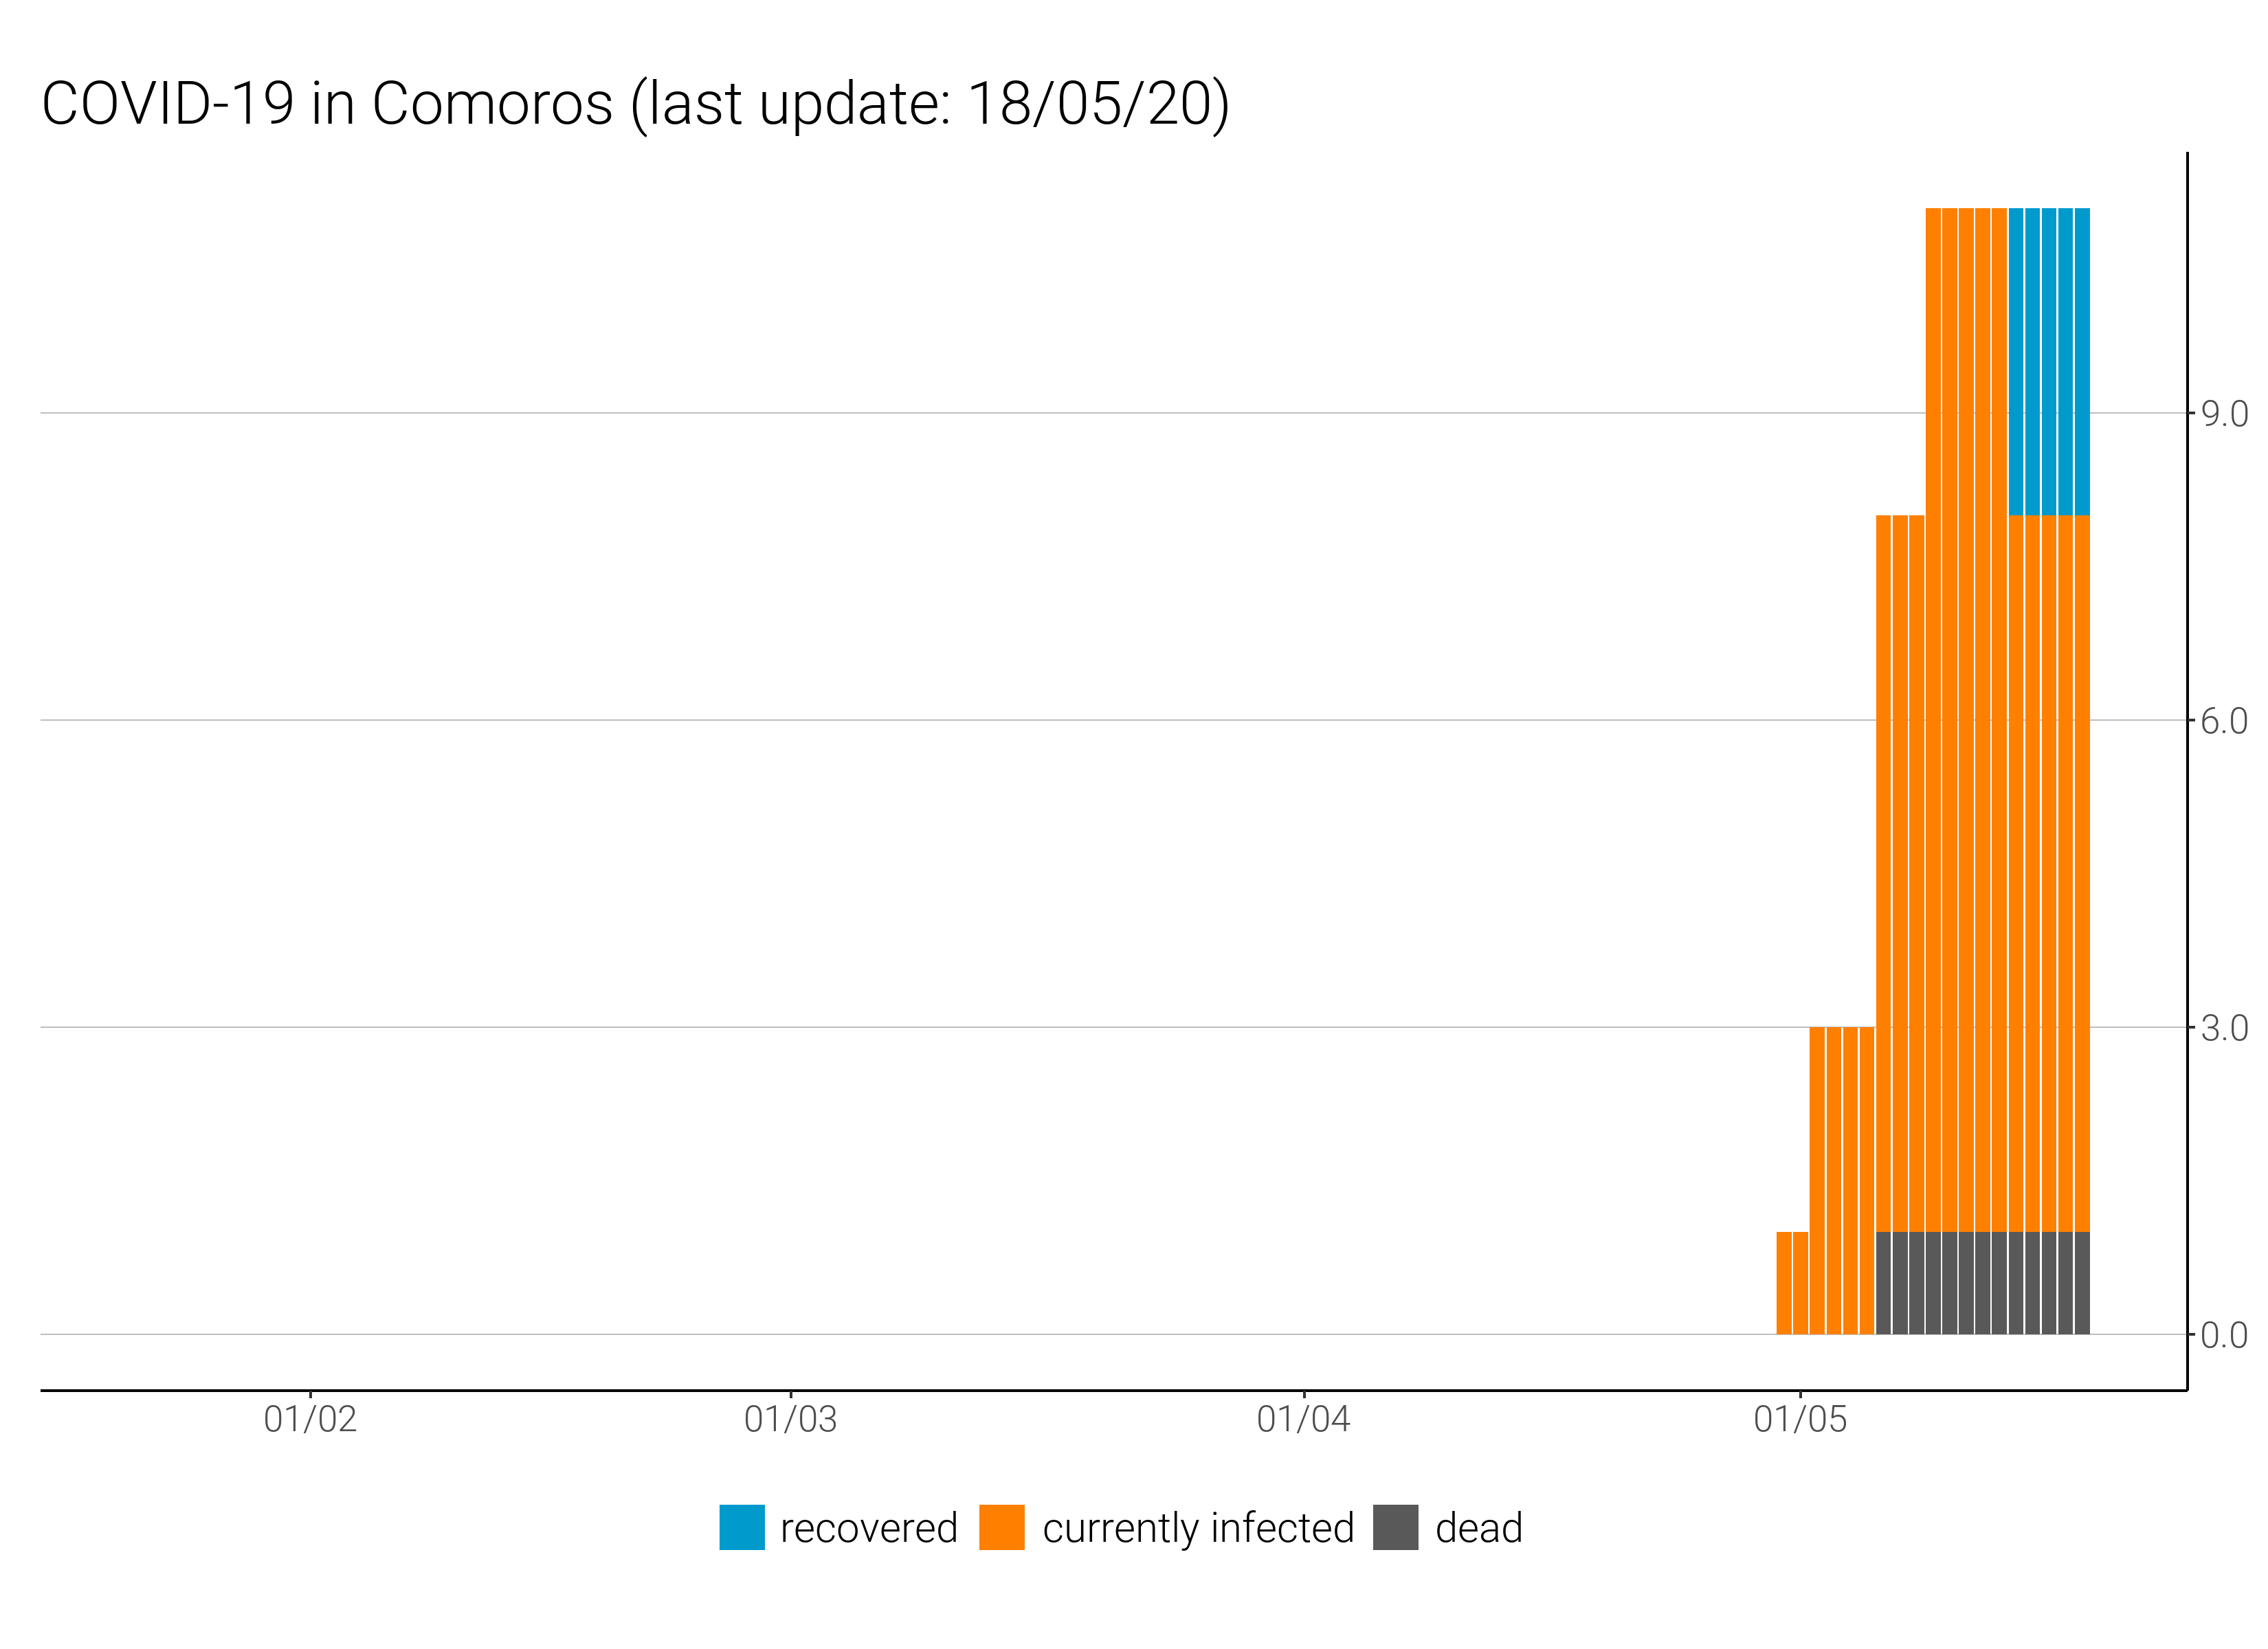 COVID-19 in Comoros (last update: 18/05/20)
9.0
6.0
3.0
0.0
01/02 01/03 01/04 01/05
recovered currently infected dead